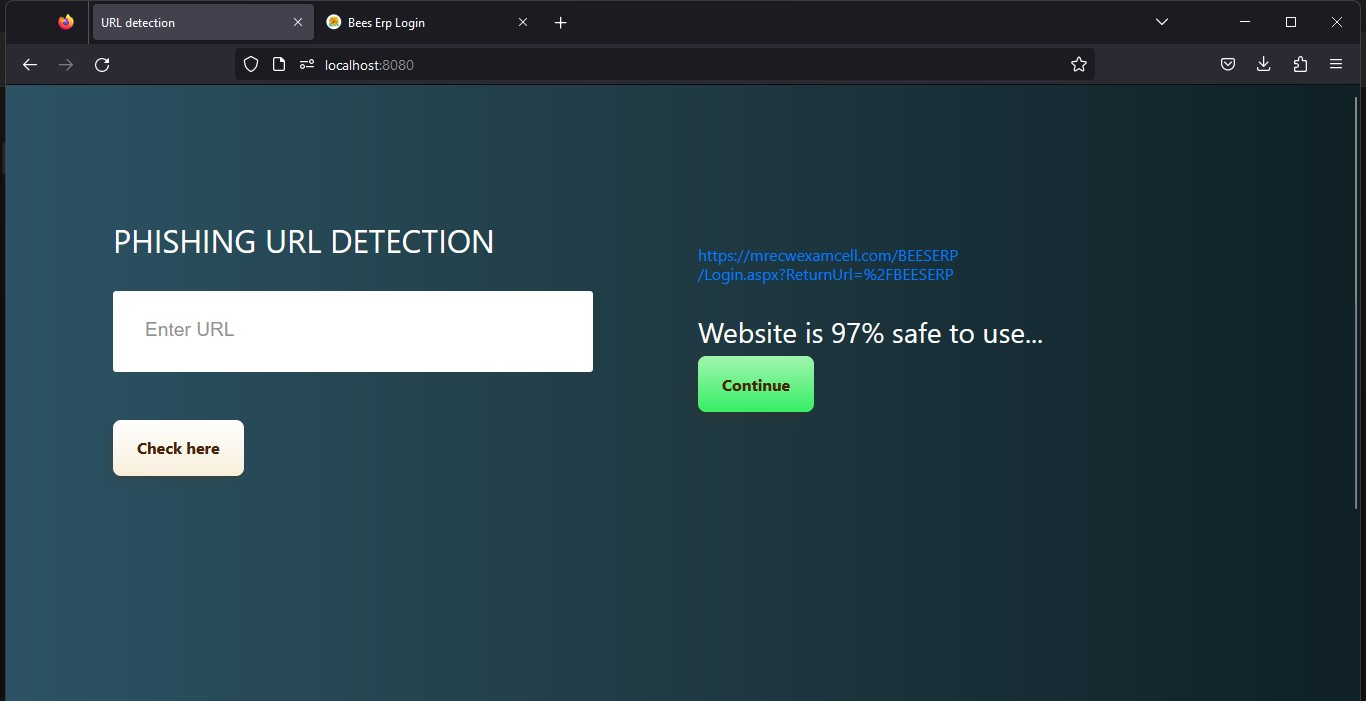 URL detection
Bees Erp Login
localhost:8080
PHISHING URL DETECTION
Enter URL
Check here
https://mrecwexamcell.com/BEESERP
/Login.aspx?ReturnUrl=%2FBEESERP
Website is 97% safe to use...
Continue